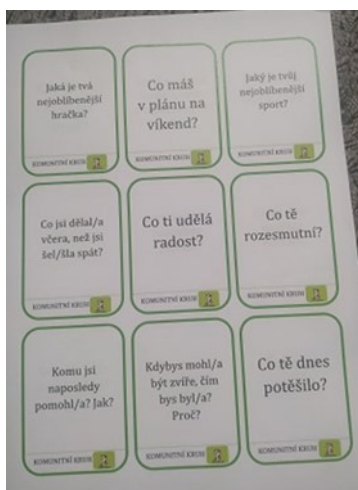 Jaká je tvá
nejoblíbenější
hračka?
KOMUNITNÍ KRUH
Co máš
v plánu na
víkend?
KOMUNITNÍ KRUH
Jaký je tvůj
nejoblíbenější
sport?
KOMUNITNÍ KRUH
Co jsi dělal/a
včera, než jsi
šel/šla spát?
KOMUNITNÍ KRUH
Co ti udělá
radost?
KOMUNITNÍ KRUH
Co tě
rozesmutní?
KOMUNITNÍ KRUH
Komu jsi
naposledy
pomohl/a? Jak?
KOMUNITNÍ KRUH
Kdybys mohl/a
být zvíře, čím
bys byl/a?
Proč?
KOMUNITNÍ KRUH
Co tě dnes
potěšilo?
KOMUNITNÍ KRUH